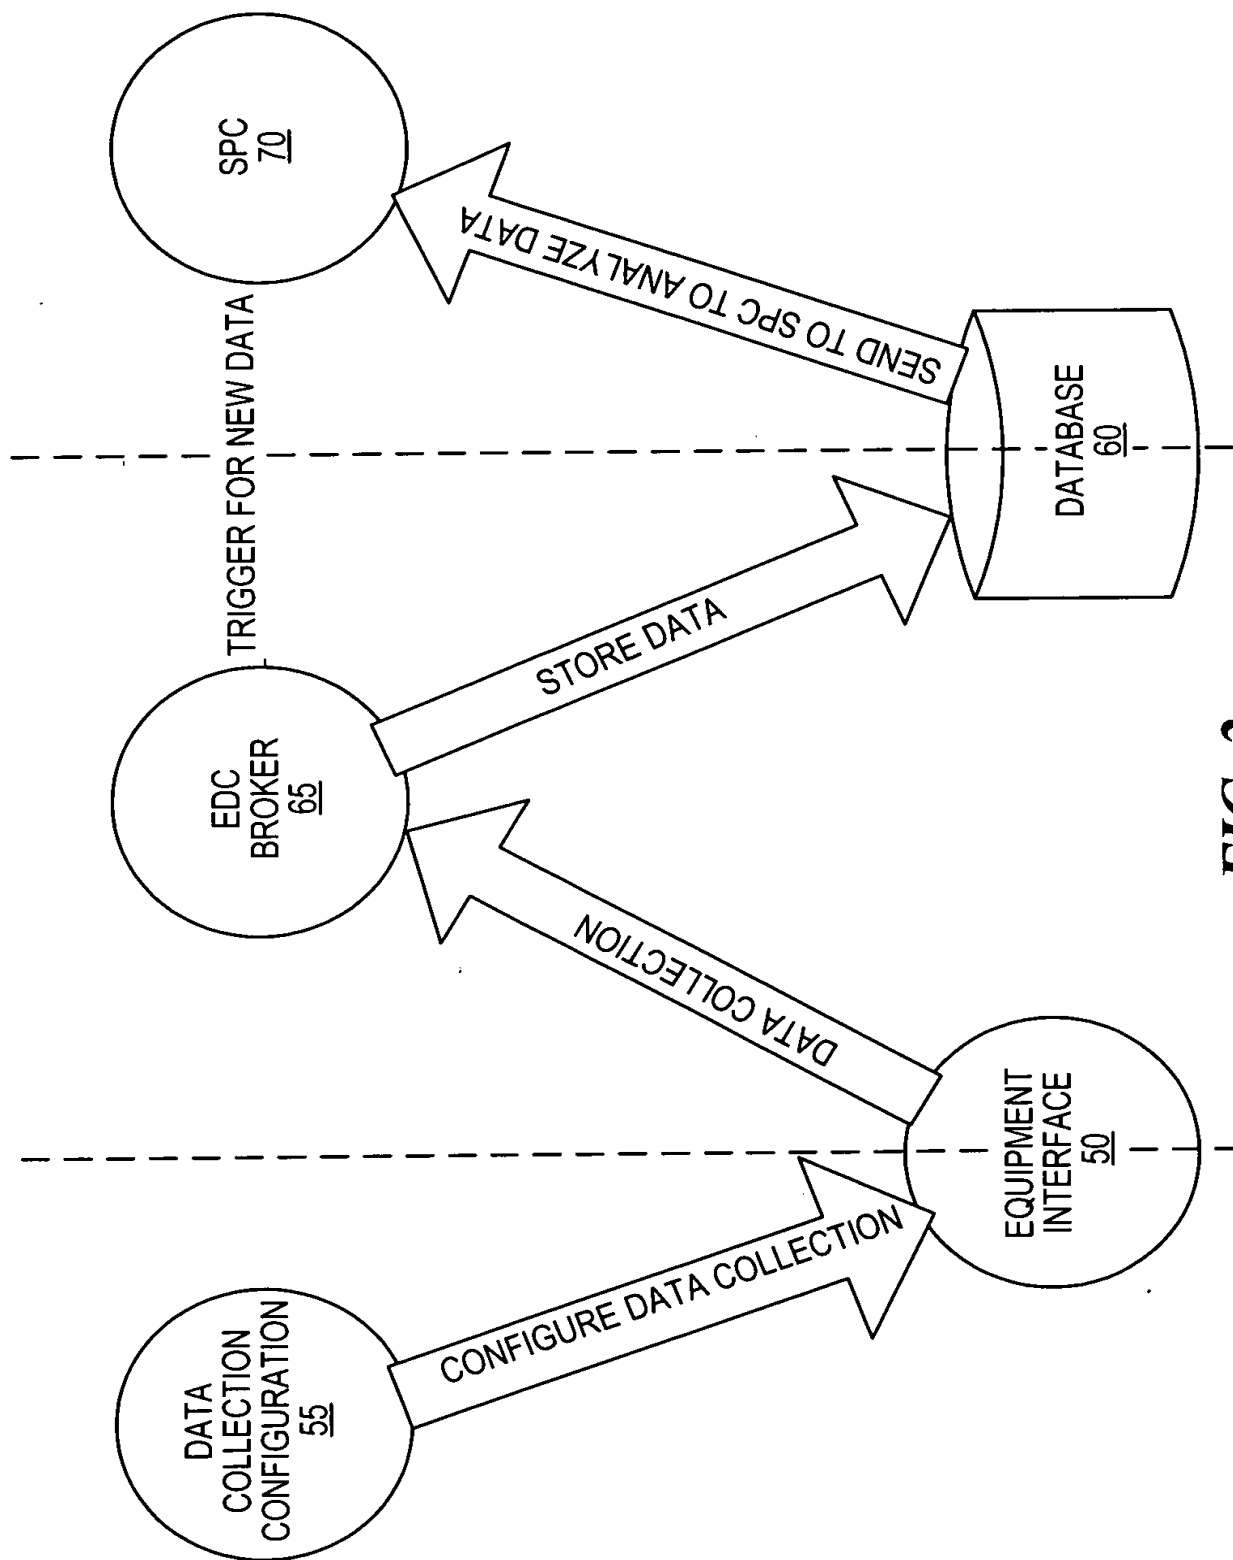 DATA
COLLECTION
CONFIGURATION
55
CONFIGURE DATA COLLECTION
EQUIPMENT
INTERFACE
50
DATA COLLECTION
EDC
BROKER
65
TRIGGER FOR NEW DATA
STORE DATA
DATABASE
60
SEND TO SPC TO ANALYZE DATA
SPC
70
FIG.